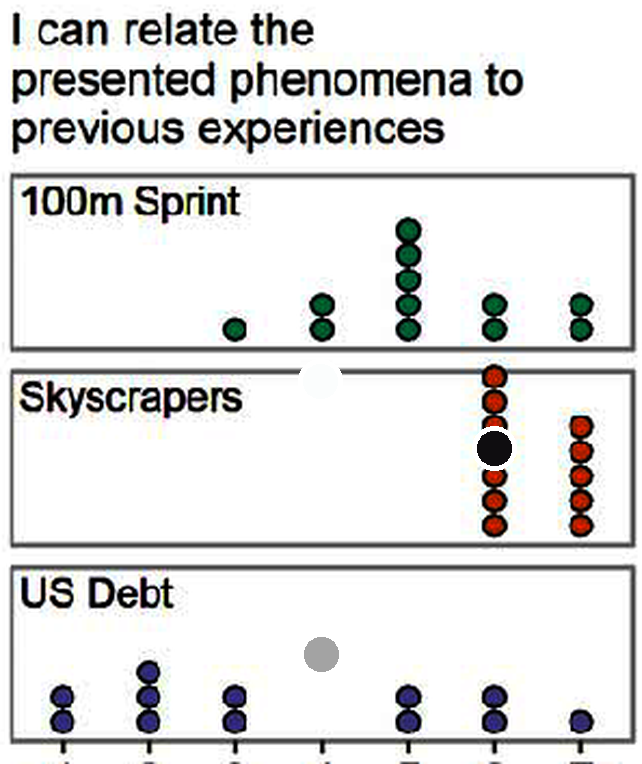 I can relate the
presented phenomena to
previous experiences
100m Sprint
Skyscrapers
US Debt